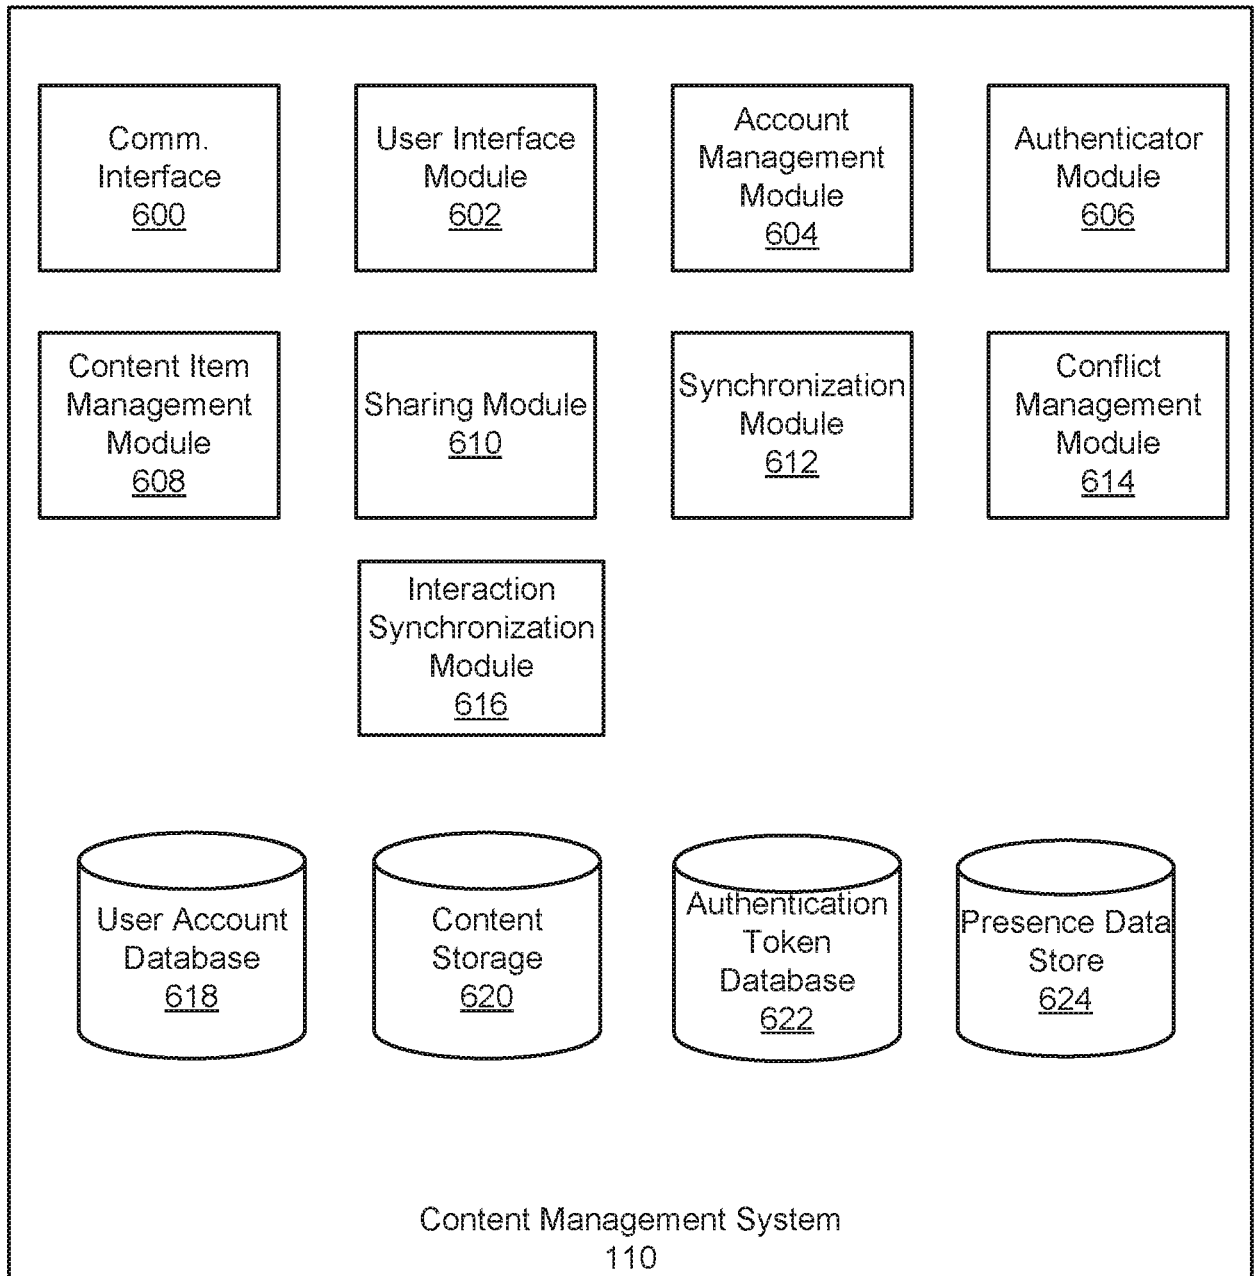 Comm.
Interface
600
User Interface
Module
602
Account
Management
Module
604
Authenticator
Module
606
Content Item
Management
Module
608
Sharing Module
610
Synchronization
Module
612
Conflict
Management
Module
614
Interaction
Synchronization
Module
616
User Account
Database
618
Content
Storage
620
Authentication
Token
Database
622
Presence Data
Store
624
Content Management System
110